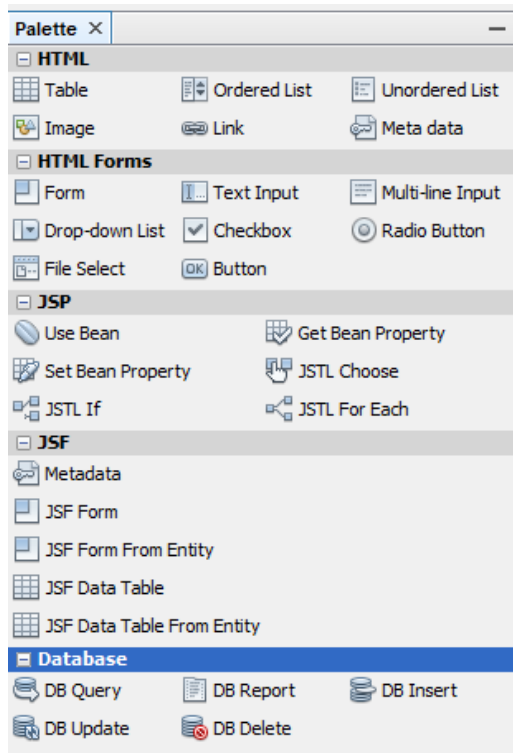 Palette
HTML
Table Ordered List Unordered List
Image Link Meta data
HTML Forms
Form Text Input Multi-line Input
Drop-down List Checkbox Radio Button
File Select OK Button
JSP
Use Bean Get Bean Property
Set Bean Property JSTL Choose
JSTL If JSTL For Each
JSF
Metadata
JSF Form
JSF Form From Entity
JSF Data Table
JSF Data Table From Entity
Database
DB Query DB Report DB Insert
DB Update DB Delete